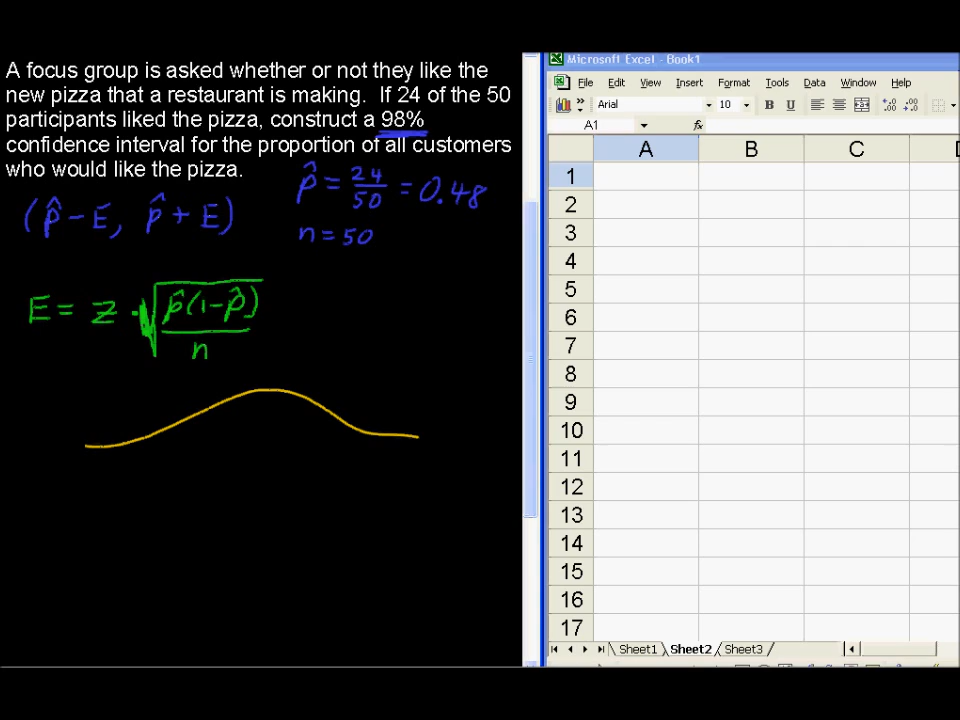 A focus group is asked whether or not they like the
new pizza that a restaurant is making. If 24 of the 50
participants liked the pizza, construct a 98%
confidence interval for the proportion of all customers
who would like the pizza.
p̂ = 24/50 = 0.48
(p̂ - E, p̂ + E)
n = 50
E = z · √(p̂(1-p̂)/n)
Microsoft Excel - Book1
File Edit View Insert Format Tools Data Window Help
Arial 10 B U
A1 fx
A B C D
1
2
3
4
5
6
7
8
9
10
11
12
13
14
15
16
17
Sheet1 Sheet2 Sheet3